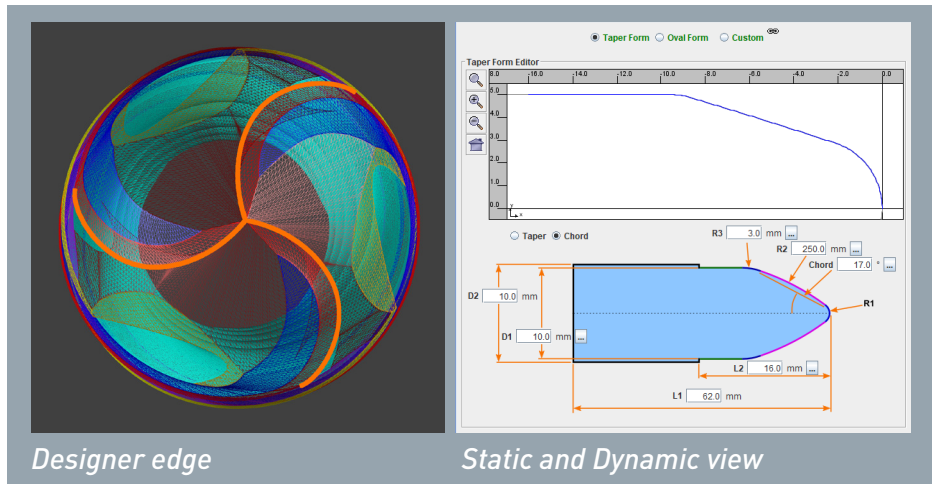 Taper Form Oval Form Custom
Taper Form Editor
8.0 -16.0 -14.0 -12.0 -10.0 -8.0 -6.0 -4.0 -2.0 0.0
5.0
4.0
3.0
2.0
1.0
0.0
y
x
Taper Chord
R3 3.0 mm ...
R2 250.0 mm ...
Chord 17.0 ° ...
D2 10.0 mm
R1
D1 10.0 mm ...
L2 16.0 mm ...
L1 62.0 mm
Designer edge
Static and Dynamic view